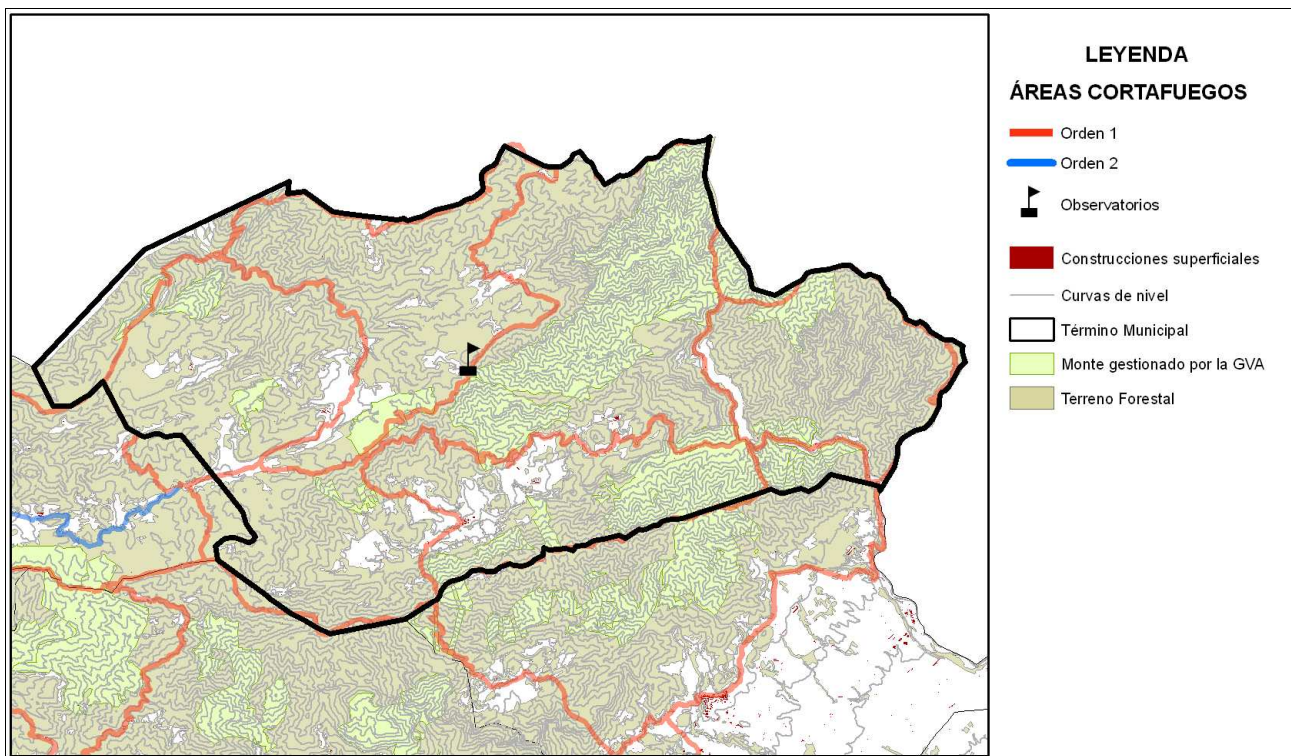 LEYENDA
ÁREAS CORTAFUEGOS
Orden 1
Orden 2
Observatorios
Construcciones superficiales
Curvas de nivel
Término Municipal
Monte gestionado por la GVA
Terreno Forestal